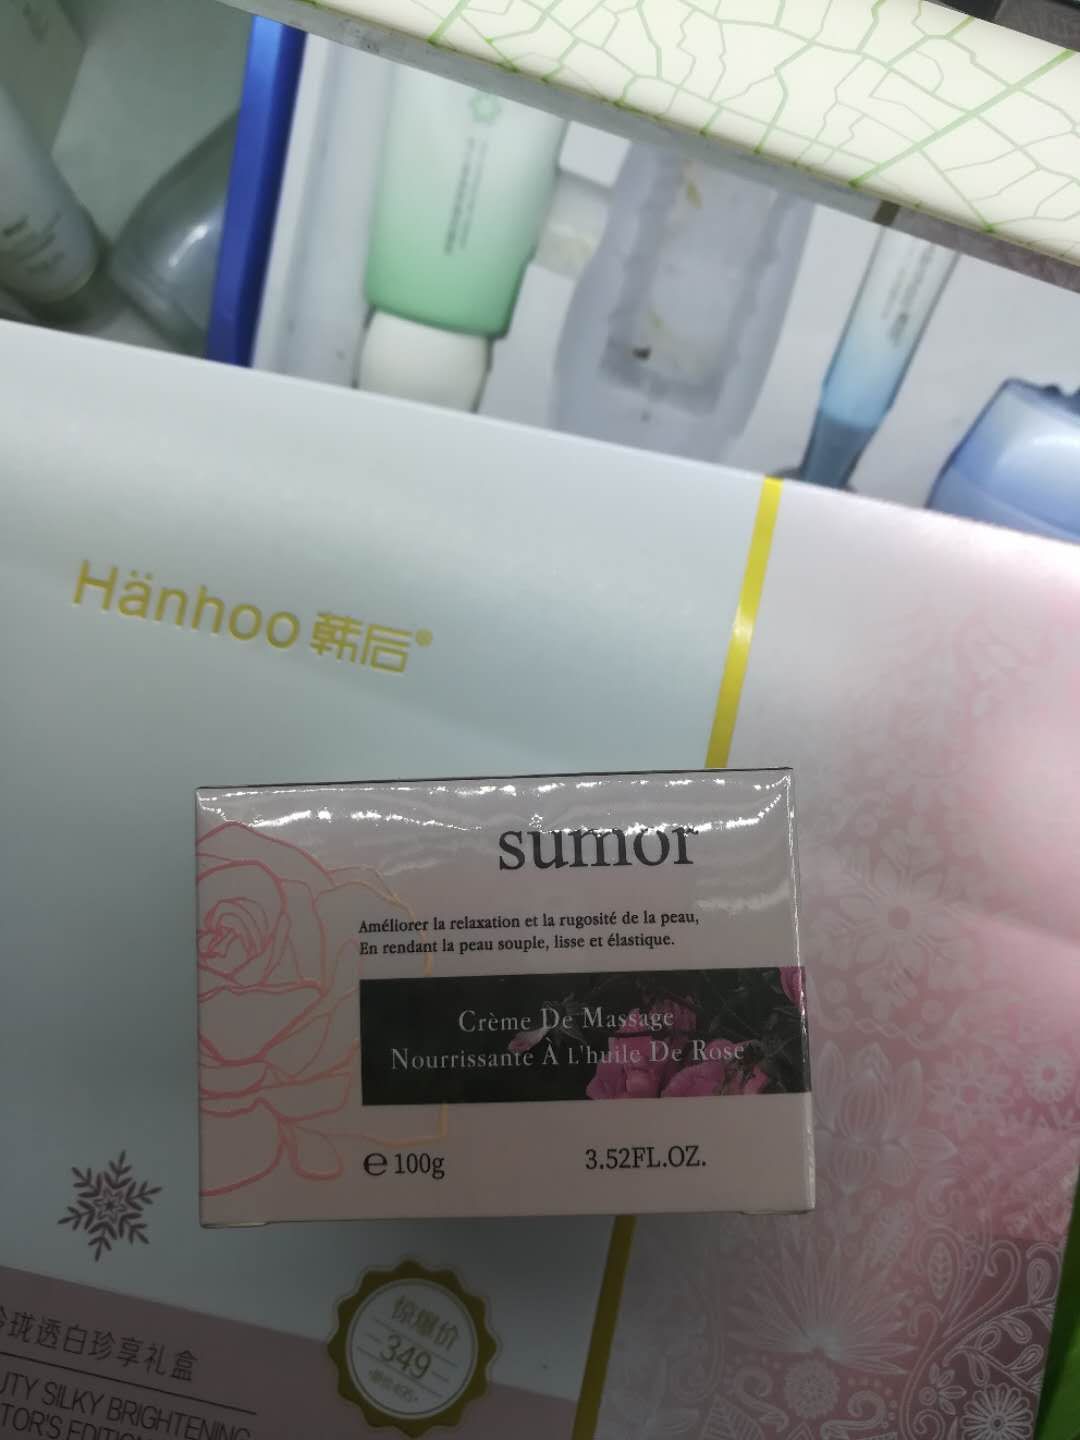 Hänhoo 韩后®
sumor
Améliorer la relaxation et la rugosité de la peau,
En rendant la peau souple, lisse et élastique.
Crème De Massage
Nourrissante À L'huile De Rose
℮ 100g
3.52FL.OZ.
珑透白珍享礼盒
SILKY BRIGHTENING
惊爆价
349